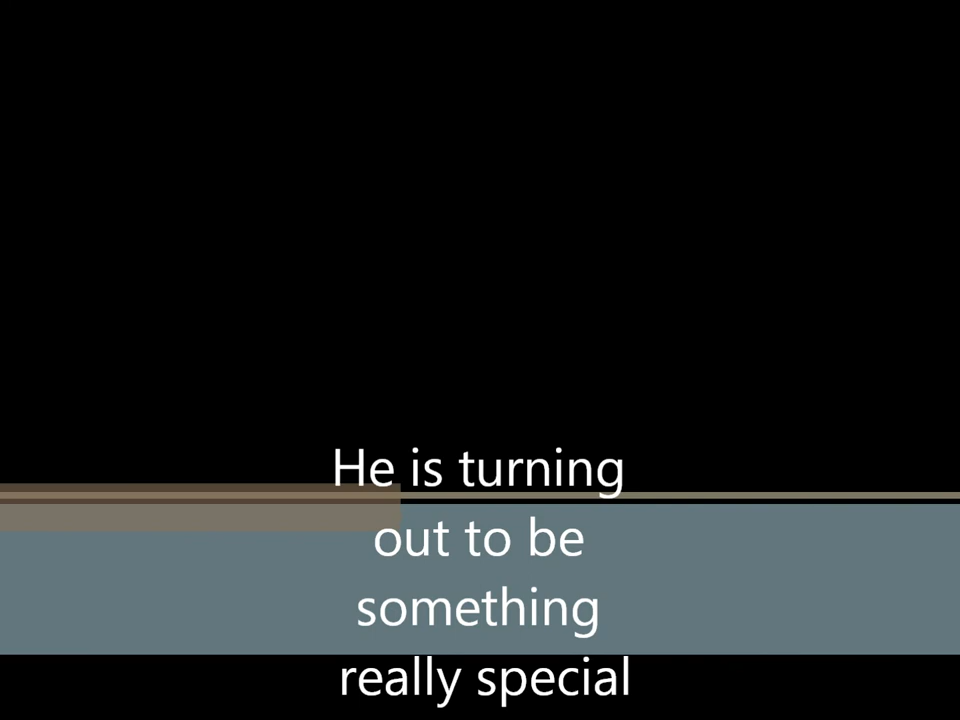 He is turning
out to be
something
really special